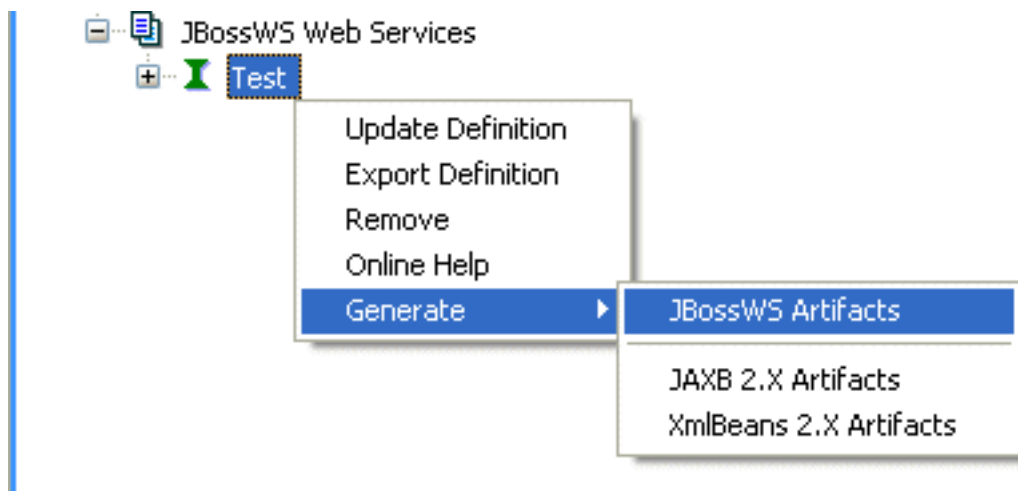 JBossWS Web Services
Test
Update Definition
Export Definition
Remove
Online Help
Generate
JBossWS Artifacts
JAXB 2.X Artifacts
XmlBeans 2.X Artifacts